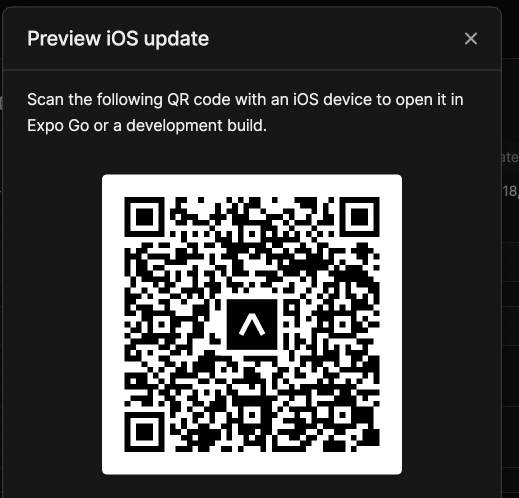 Preview iOS update
Scan the following QR code with an iOS device to open it in
Expo Go or a development build.
18,